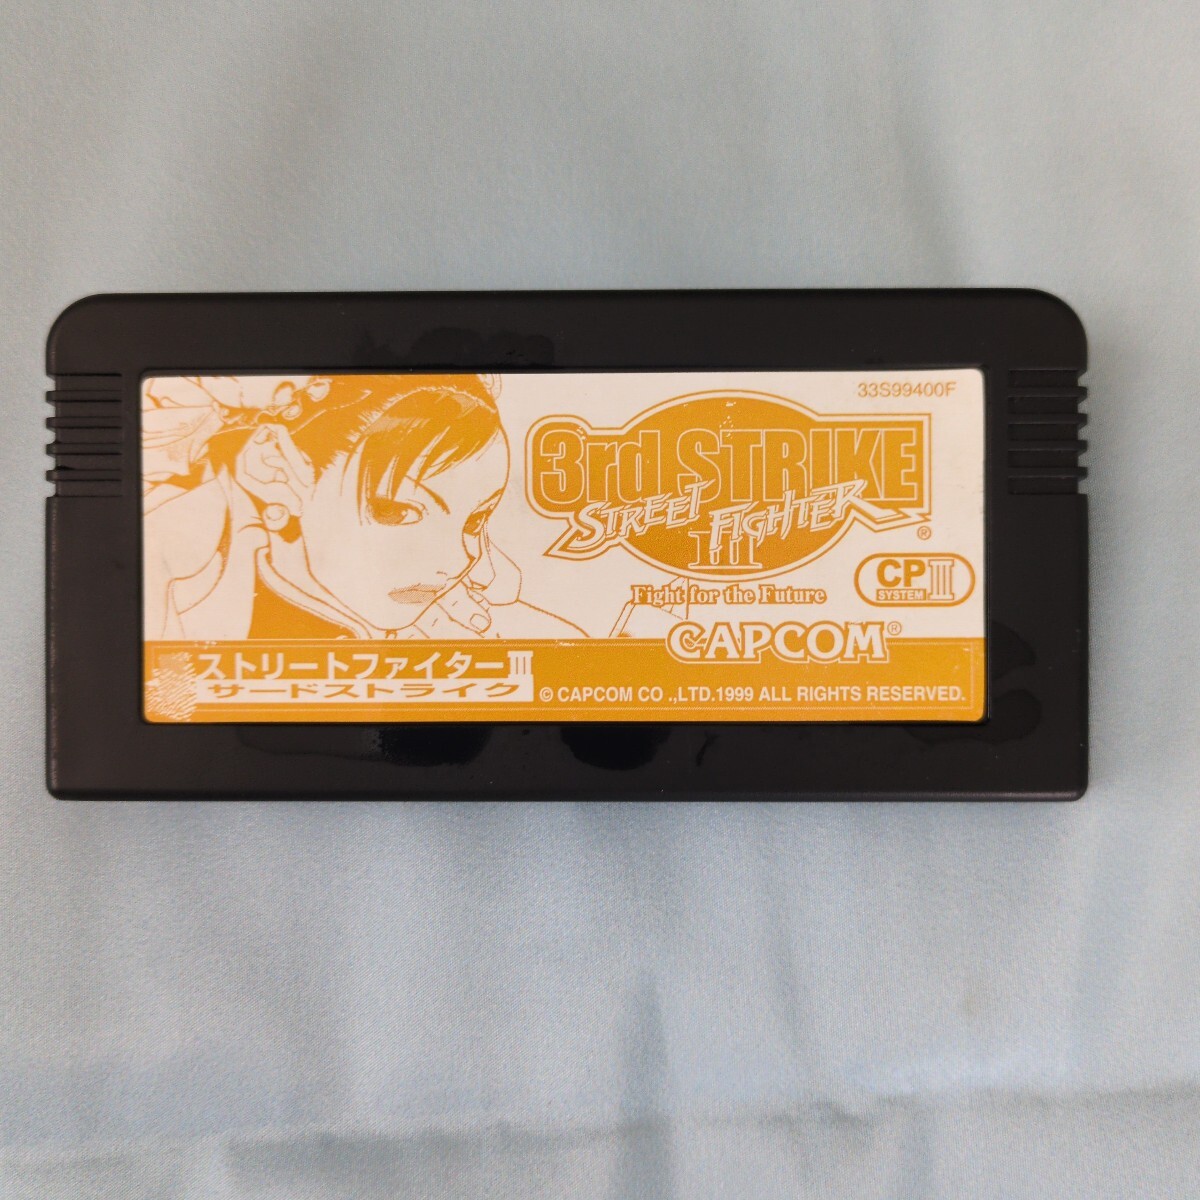 33S99400F
3rd STRIKE
STREET FIGHTER
III
®
Fight for the Future
CP III
SYSTEM
CAPCOM®
ストリートファイターIII
サードストライク
© CAPCOM CO .,LTD.1999 ALL RIGHTS RESERVED.